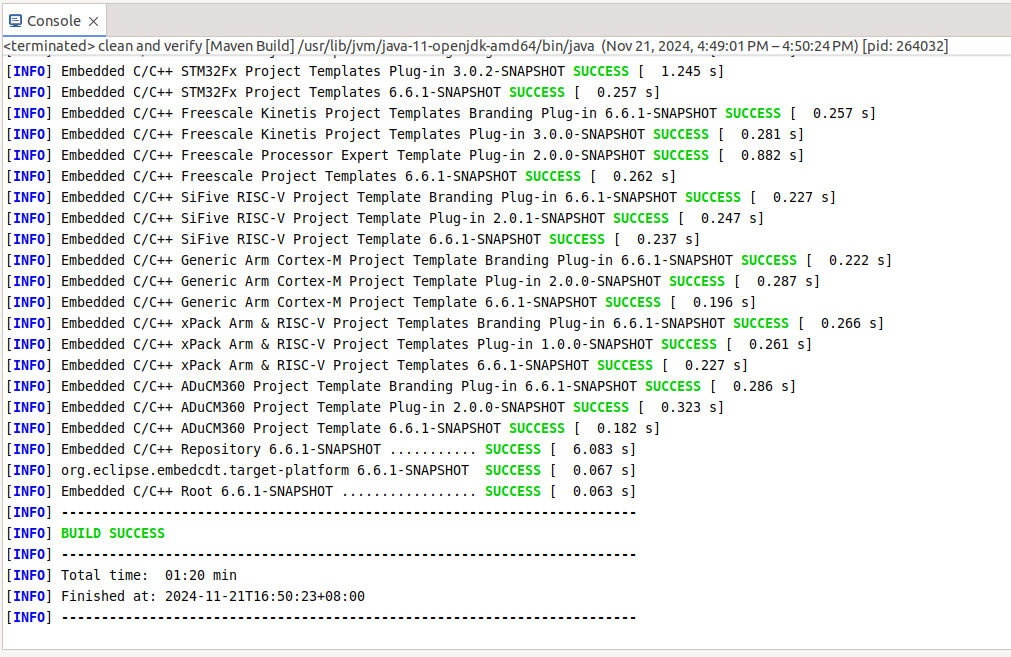 Console
<terminated> clean and verify [Maven Build] /usr/lib/jvm/java-11-openjdk-amd64/bin/java (Nov 21, 2024, 4:49:01 PM – 4:50:24 PM) [pid: 264032]
[INFO] Embedded C/C++ STM32Fx Project Templates Plug-in 3.0.2-SNAPSHOT SUCCESS [  1.245 s]
[INFO] Embedded C/C++ STM32Fx Project Templates 6.6.1-SNAPSHOT SUCCESS [  0.257 s]
[INFO] Embedded C/C++ Freescale Kinetis Project Templates Branding Plug-in 6.6.1-SNAPSHOT SUCCESS [  0.257 s]
[INFO] Embedded C/C++ Freescale Kinetis Project Templates Plug-in 3.0.0-SNAPSHOT SUCCESS [  0.281 s]
[INFO] Embedded C/C++ Freescale Processor Expert Template Plug-in 2.0.0-SNAPSHOT SUCCESS [  0.882 s]
[INFO] Embedded C/C++ Freescale Project Templates 6.6.1-SNAPSHOT SUCCESS [  0.262 s]
[INFO] Embedded C/C++ SiFive RISC-V Project Template Branding Plug-in 6.6.1-SNAPSHOT SUCCESS [  0.227 s]
[INFO] Embedded C/C++ SiFive RISC-V Project Template Plug-in 2.0.1-SNAPSHOT SUCCESS [  0.247 s]
[INFO] Embedded C/C++ SiFive RISC-V Project Template 6.6.1-SNAPSHOT SUCCESS [  0.237 s]
[INFO] Embedded C/C++ Generic Arm Cortex-M Project Template Branding Plug-in 6.6.1-SNAPSHOT SUCCESS [  0.222 s]
[INFO] Embedded C/C++ Generic Arm Cortex-M Project Template Plug-in 2.0.0-SNAPSHOT SUCCESS [  0.287 s]
[INFO] Embedded C/C++ Generic Arm Cortex-M Project Template 6.6.1-SNAPSHOT SUCCESS [  0.196 s]
[INFO] Embedded C/C++ xPack Arm & RISC-V Project Templates Branding Plug-in 6.6.1-SNAPSHOT SUCCESS [  0.266 s]
[INFO] Embedded C/C++ xPack Arm & RISC-V Project Templates Plug-in 1.0.0-SNAPSHOT SUCCESS [  0.261 s]
[INFO] Embedded C/C++ xPack Arm & RISC-V Project Templates 6.6.1-SNAPSHOT SUCCESS [  0.227 s]
[INFO] Embedded C/C++ ADuCM360 Project Template Branding Plug-in 6.6.1-SNAPSHOT SUCCESS [  0.286 s]
[INFO] Embedded C/C++ ADuCM360 Project Template Plug-in 2.0.0-SNAPSHOT SUCCESS [  0.323 s]
[INFO] Embedded C/C++ ADuCM360 Project Template 6.6.1-SNAPSHOT SUCCESS [  0.182 s]
[INFO] Embedded C/C++ Repository 6.6.1-SNAPSHOT ........... SUCCESS [  6.083 s]
[INFO] org.eclipse.embedcdt.target-platform 6.6.1-SNAPSHOT  SUCCESS [  0.067 s]
[INFO] Embedded C/C++ Root 6.6.1-SNAPSHOT ................. SUCCESS [  0.063 s]
[INFO] ------------------------------------------------------------------------
[INFO] BUILD SUCCESS
[INFO] ------------------------------------------------------------------------
[INFO] Total time:  01:20 min
[INFO] Finished at: 2024-11-21T16:50:23+08:00
[INFO] ------------------------------------------------------------------------